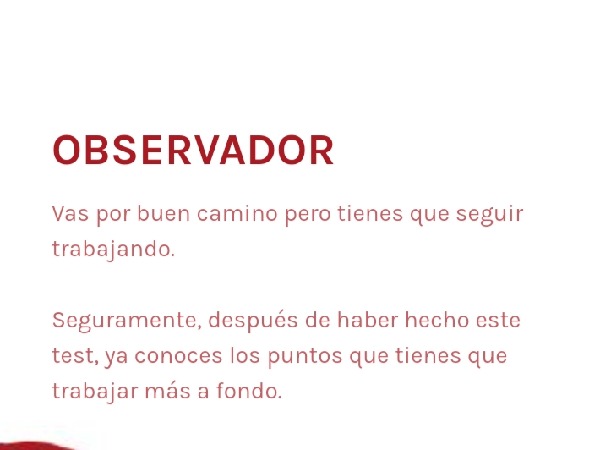 OBSERVADOR
Vas por buen camino pero tienes que seguir
trabajando.
Seguramente, después de haber hecho este
test, ya conoces los puntos que tienes que
trabajar más a fondo.